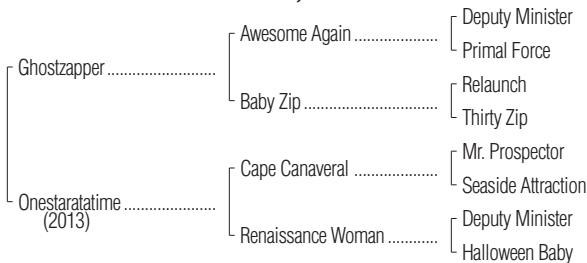 Deputy Minister
Awesome Again ....................
Primal Force
Ghostzapper ..........................
Relaunch
Baby Zip ................................
Thirty Zip
Mr. Prospector
Cape Canaveral ...................
Seaside Attraction
Onestaratatime ......................
(2013)
Deputy Minister
Renaissance Woman ............
Halloween Baby